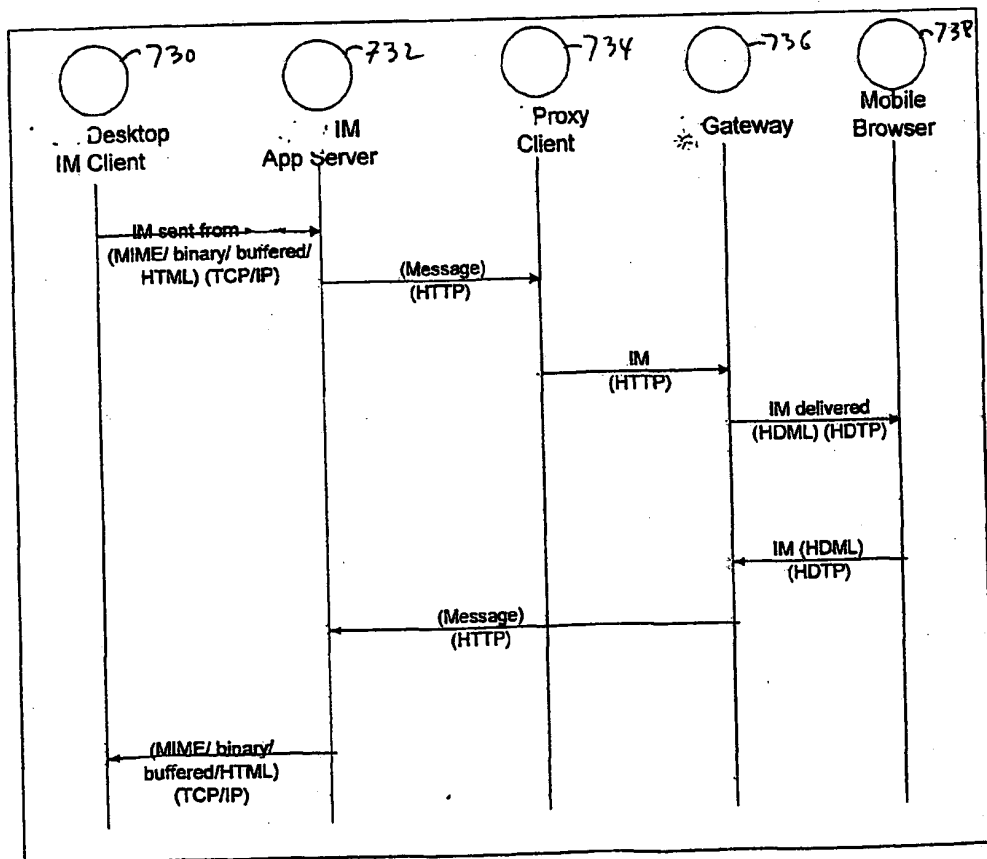 730
732
734
736
738
Desktop
IM Client
IM
App Server
Proxy
Client
Gateway
Mobile
Browser
IM sent from
(MIME/ binary/ buffered/
HTML) (TCP/IP)
(Message)
(HTTP)
IM
(HTTP)
IM delivered
(HDML) (HDTP)
IM (HDML)
(HDTP)
(Message)
(HTTP)
(MIME/ binary/
buffered/HTML)
(TCP/IP)